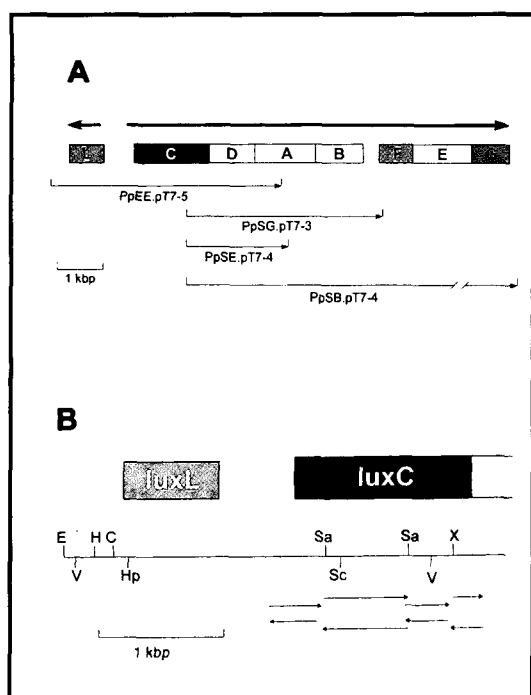 A
L C D A B F E
PpEE.pT7-5
PpSG.pT7-3
PpSE.pT7-4
1 kbp
PpSB.pT7-4
B
luxL luxC
E H C Sa Sa X
V Hp Sc V
1 kbp